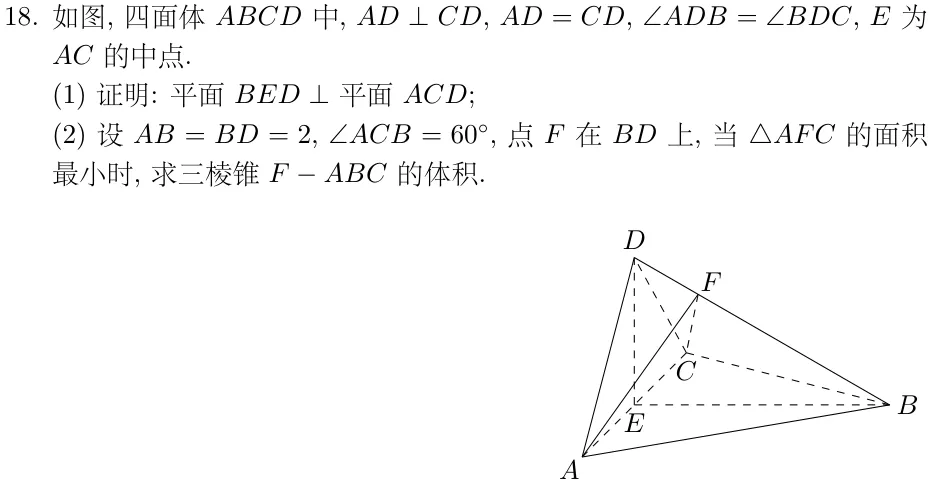 18. 如图, 四面体 ABCD 中, AD ⊥ CD, AD = CD, ∠ADB = ∠BDC, E 为
AC 的中点.
(1) 证明: 平面 BED ⊥ 平面 ACD;
(2) 设 AB = BD = 2, ∠ACB = 60°, 点 F 在 BD 上, 当 △AFC 的面积
最小时, 求三棱锥 F − ABC 的体积.
D
F
C
B
E
A